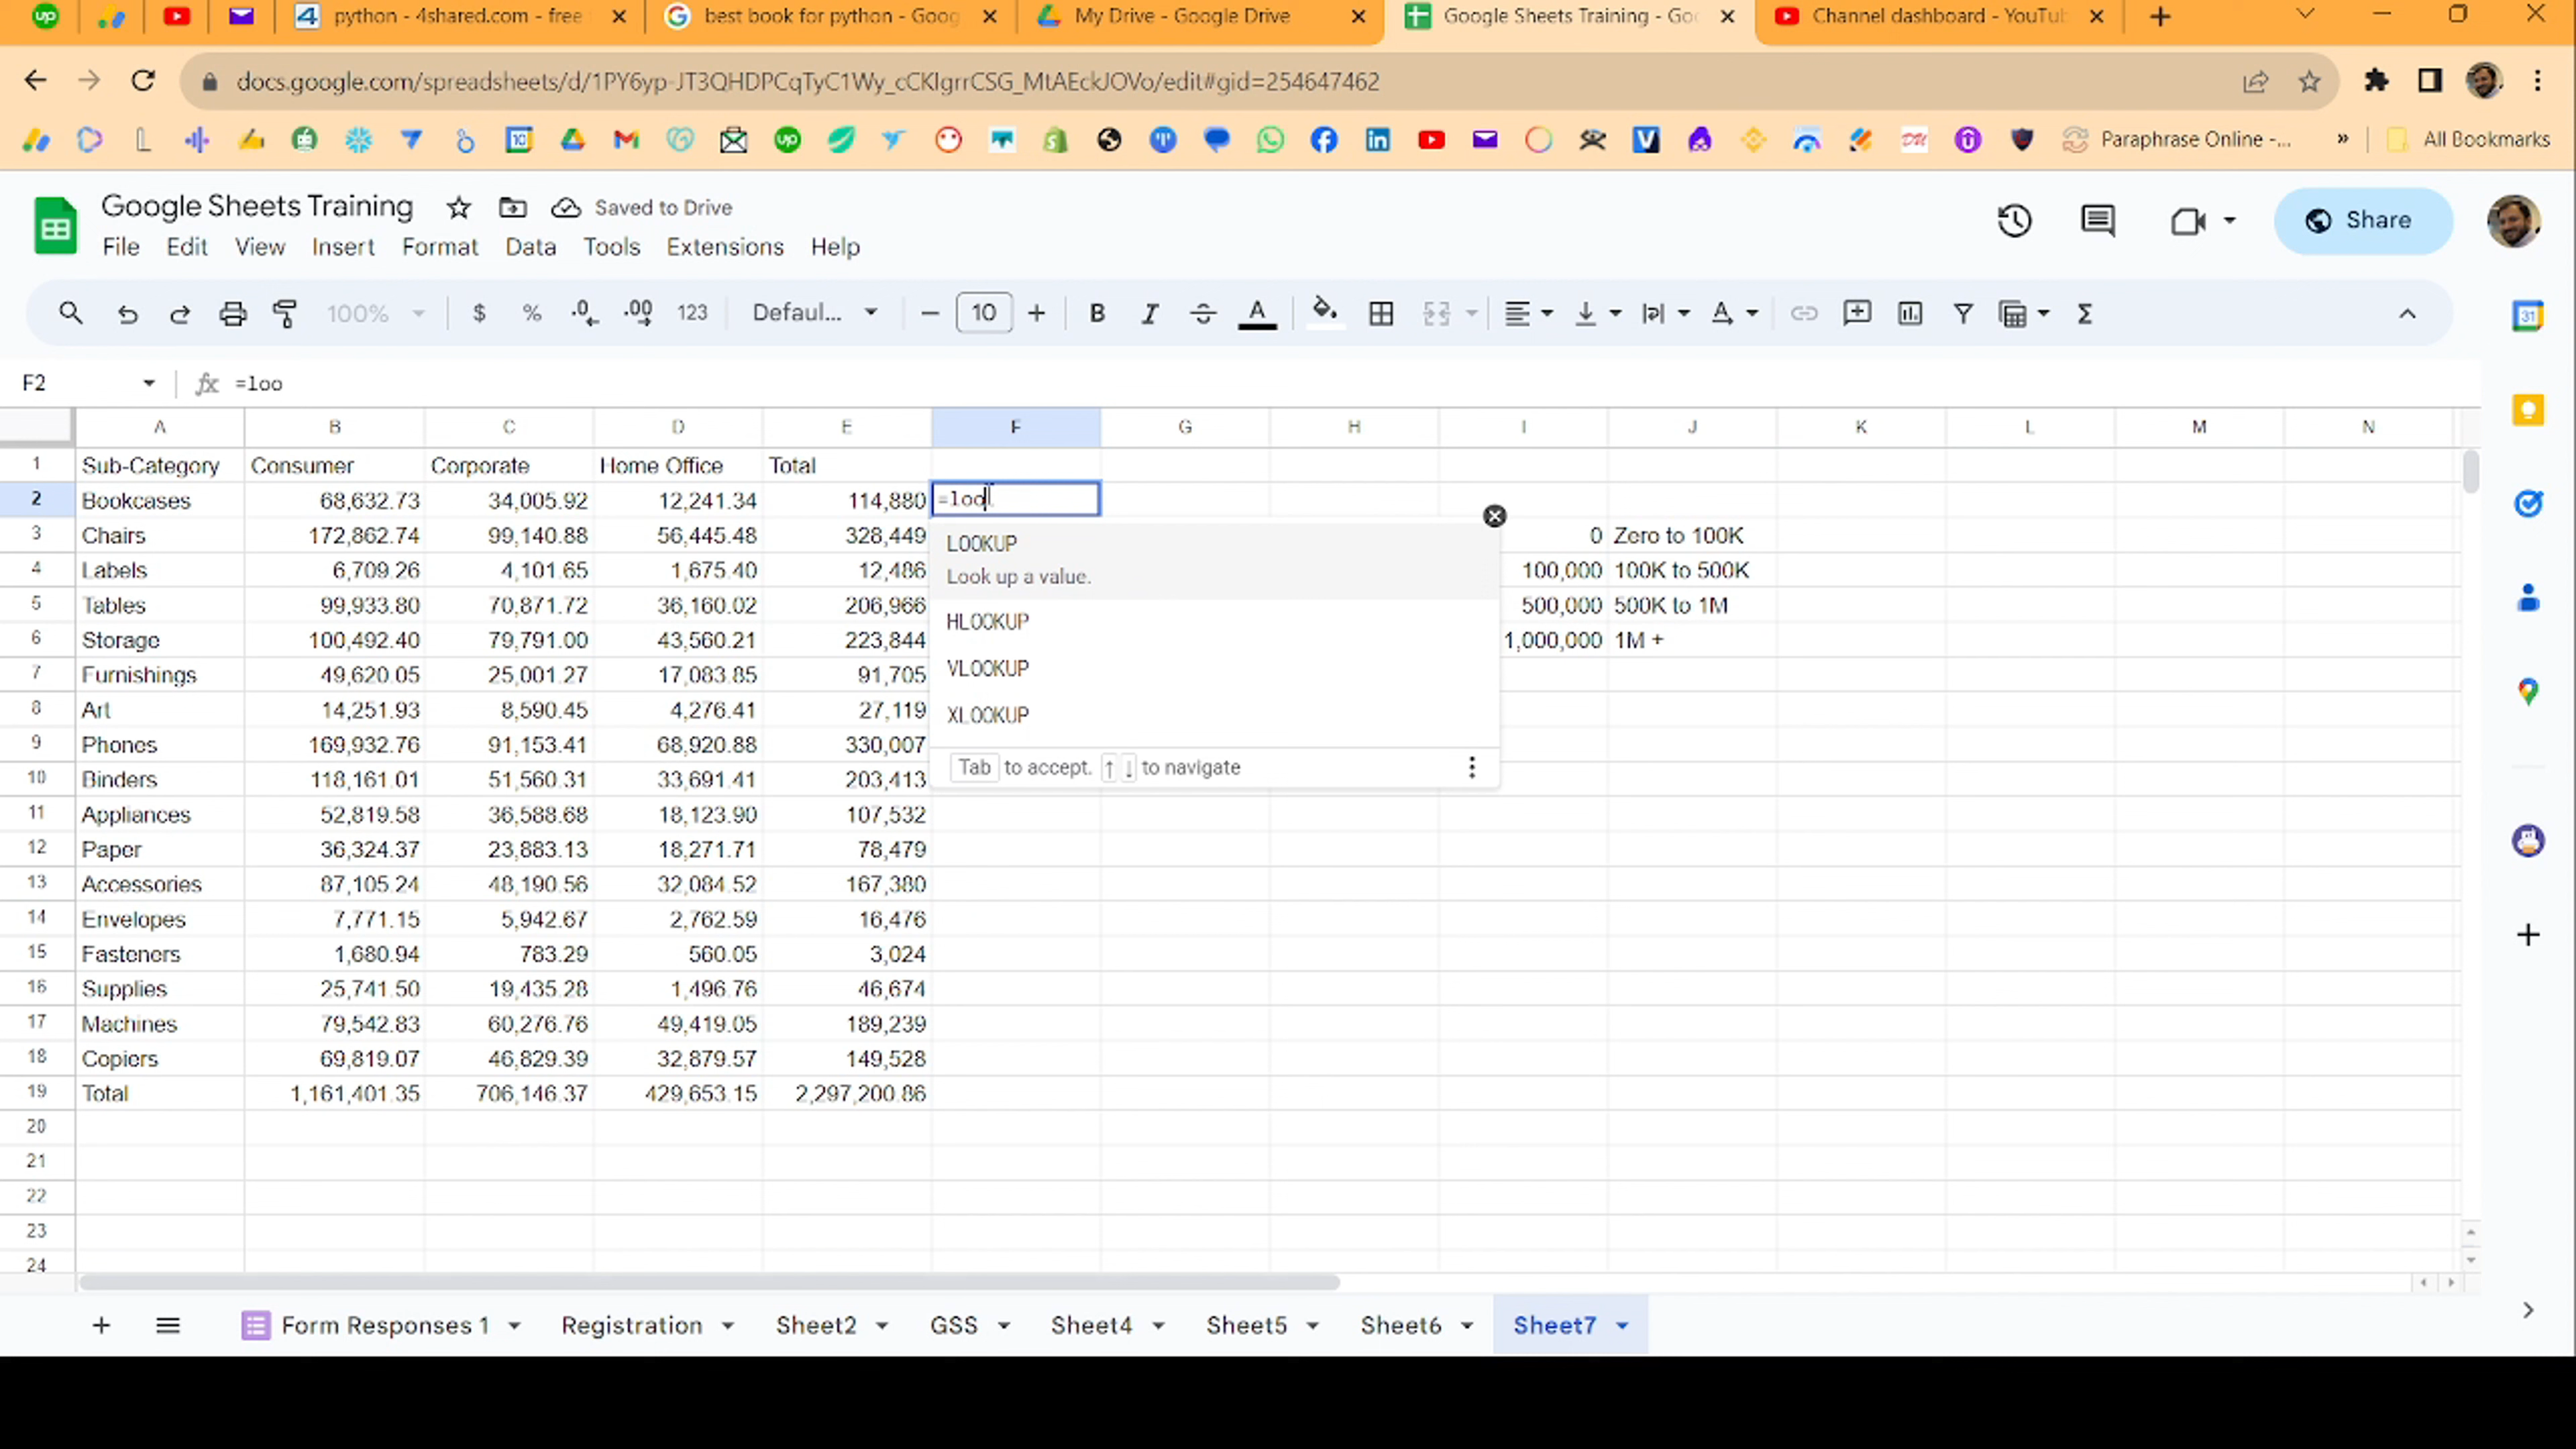 python - 4shared.com - free
best book for python - Goog
My Drive - Google Drive
Google Sheets Training - Goo
Channel dashboard - YouTub
docs.google.com/spreadsheets/d/1PY6yp-JT3QHDPCqTyC1Wy_cCKIgrrCSG_MtAEckJOVo/edit#gid=254647462
Paraphrase Online -...
»
All Bookmarks
Google Sheets Training
Saved to Drive
Share
File Edit View Insert Format Data Tools Extensions Help
100% $ % .0 .00 123 Defaul... − 10 + B I A
F2 fx =loo
A B C D E F G H I J K L M N
1 Sub-Category Consumer Corporate Home Office Total
2 Bookcases 68,632.73 34,005.92 12,241.34 114,880 =loo
3 Chairs 172,862.74 99,140.88 56,445.48 328,449 0 Zero to 100K
4 Labels 6,709.26 4,101.65 1,675.40 12,486 100,000 100K to 500K
5 Tables 99,933.80 70,871.72 36,160.02 206,966 500,000 500K to 1M
6 Storage 100,492.40 79,791.00 43,560.21 223,844 1,000,000 1M +
7 Furnishings 49,620.05 25,001.27 17,083.85 91,705
8 Art 14,251.93 8,590.45 4,276.41 27,119
9 Phones 169,932.76 91,153.41 68,920.88 330,007
10 Binders 118,161.01 51,560.31 33,691.41 203,413
11 Appliances 52,819.58 36,588.68 18,123.90 107,532
12 Paper 36,324.37 23,883.13 18,271.71 78,479
13 Accessories 87,105.24 48,190.56 32,084.52 167,380
14 Envelopes 7,771.15 5,942.67 2,762.59 16,476
15 Fasteners 1,680.94 783.29 560.05 3,024
16 Supplies 25,741.50 19,435.28 1,496.76 46,674
17 Machines 79,542.83 60,276.76 49,419.05 189,239
18 Copiers 69,819.07 46,829.39 32,879.57 149,528
19 Total 1,161,401.35 706,146.37 429,653.15 2,297,200.86
20
21
22
23
24
LOOKUP
Look up a value.
HLOOKUP
VLOOKUP
XLOOKUP
Tab to accept. ↑ ↓ to navigate
Form Responses 1 Registration Sheet2 GSS Sheet4 Sheet5 Sheet6 Sheet7